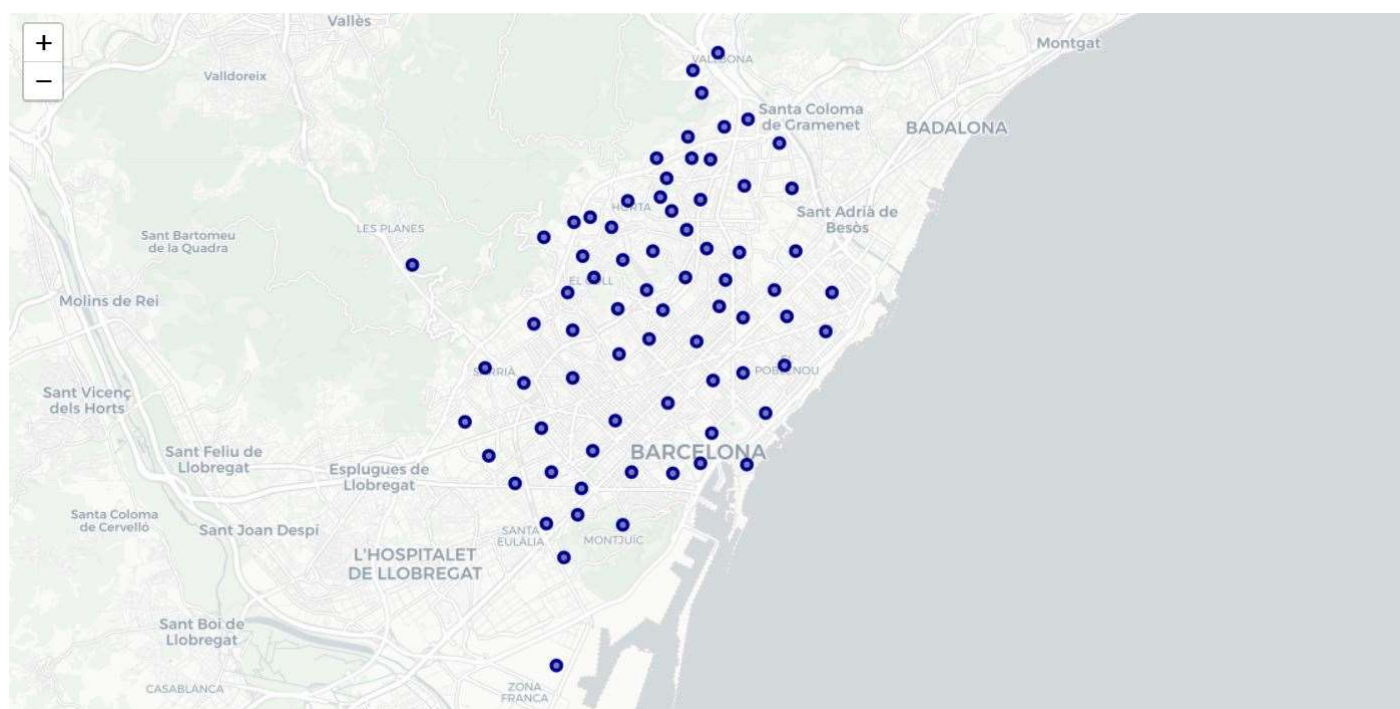 +
−
Vallès
Valldoreix
Montgat
VALLBONA
Santa Coloma
de Gramenet
BADALONA
HORTA
Sant Adrià de
Besòs
LES PLANES
Sant Bartomeu
de la Quadra
EL COLL
Molins de Rei
SARRIÀ
EL
POBLENOU
Sant Vicenç
dels Horts
Sant Feliu de
Llobregat
Esplugues de
Llobregat
BARCELONA
Santa Coloma
de Cervelló
Sant Joan Despí
SANTA
EULÀLIA
MONTJUÏC
L'HOSPITALET
DE LLOBREGAT
Sant Boi de
Llobregat
CASABLANCA
ZONA
FRANCA